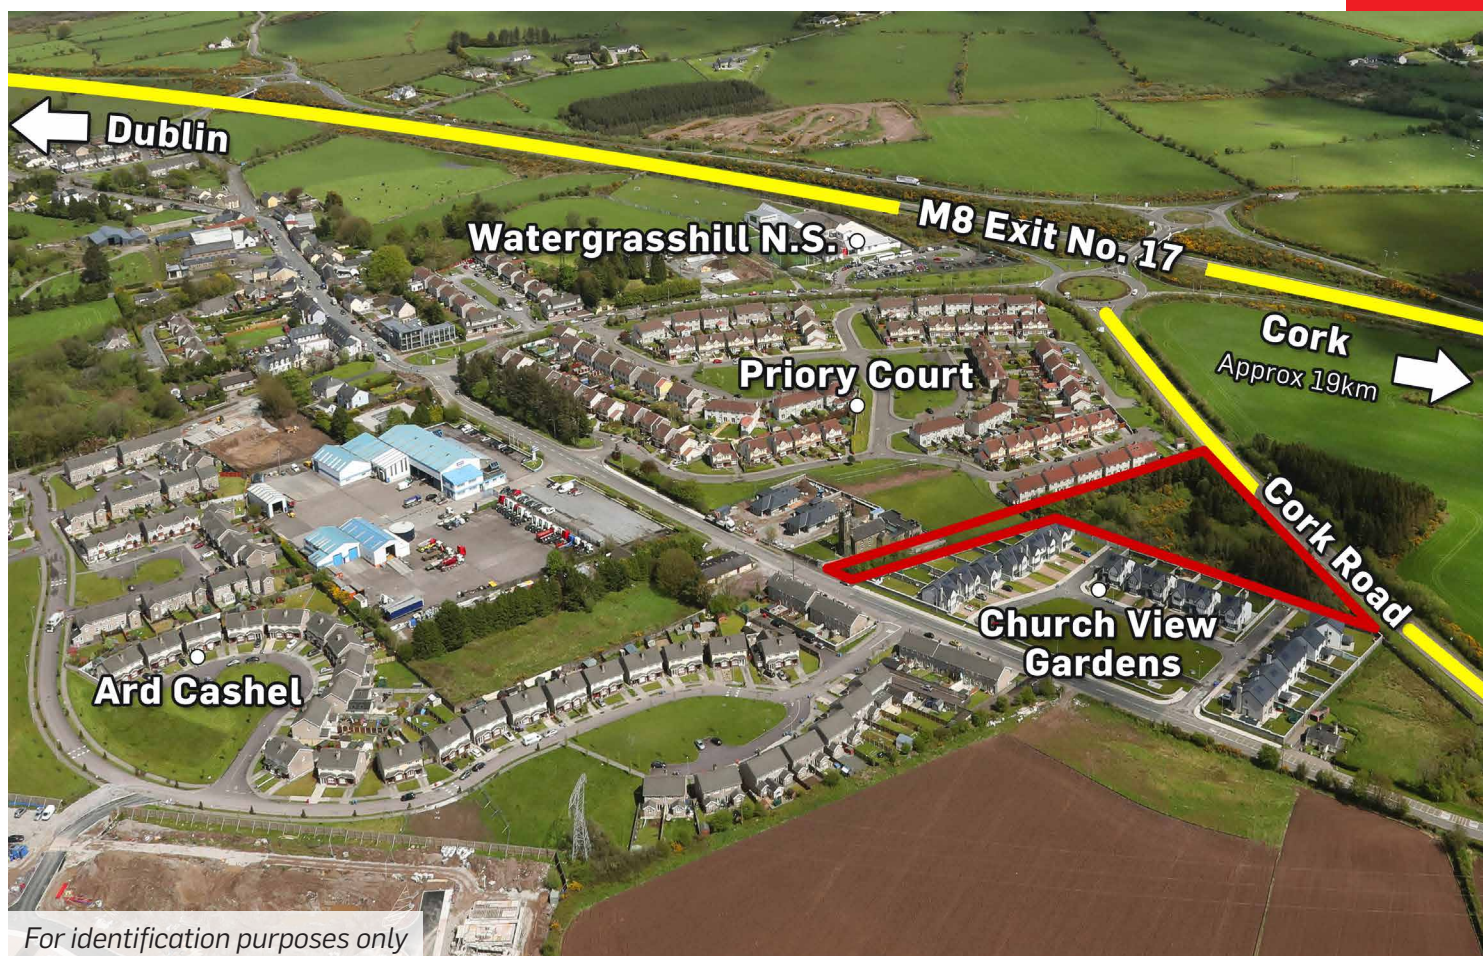 Dublin
M8 Exit No. 17
Watergrasshill N.S.
Cork
Approx 19km
Priory Court
Cork Road
Church View
Gardens
Ard Cashel
For identification purposes only